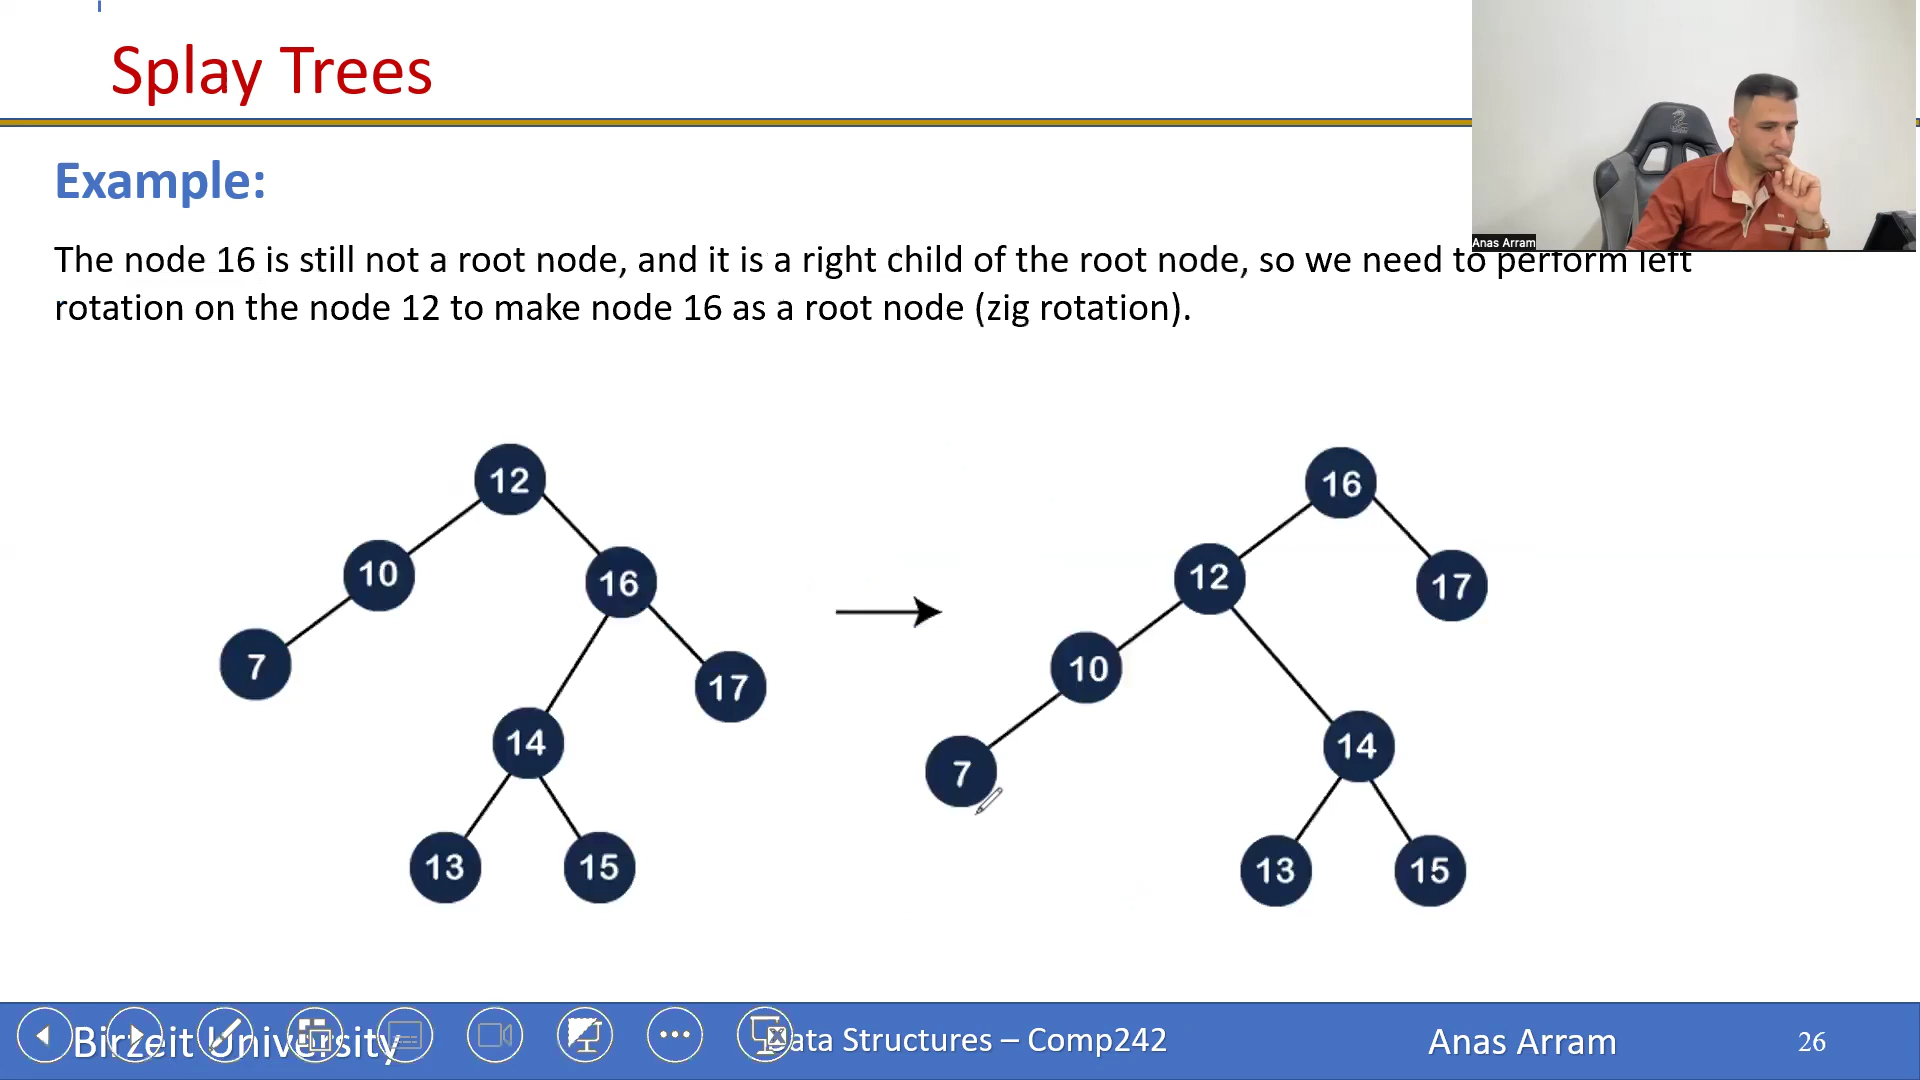 Splay Trees
Anas Arram
Example:
The node 16 is still not a root node, and it is a right child of the root node, so we need to perform left
rotation on the node 12 to make node 16 as a root node (zig rotation).
12
10
16
7
17
14
13
15
16
12
17
10
14
7
13
15
Birzeit University
Data Structures – Comp242
Anas Arram
26